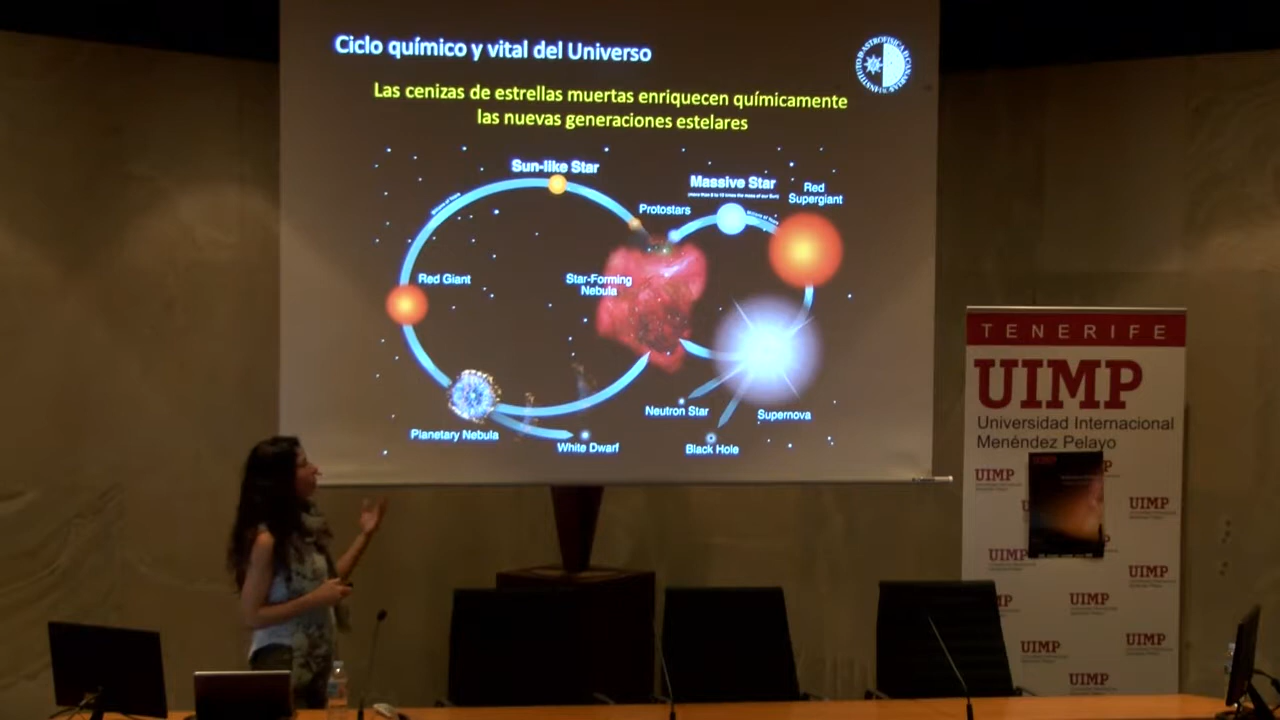 Ciclo químico y vital del Universo
Las cenizas de estrellas muertas enriquecen químicamente
las nuevas generaciones estelares
Sun-like Star
Massive Star
Red
Supergiant
Protostars
Red Giant
Star-Forming
Nebula
Neutron Star
Supernova
Planetary Nebula
White Dwarf
Black Hole
TENERIFE
UIMP
Universidad Internacional
Menéndez Pelayo
UIMP
UIMP
UIMP
UIMP
UIMP
UIMP
UIMP
UIMP